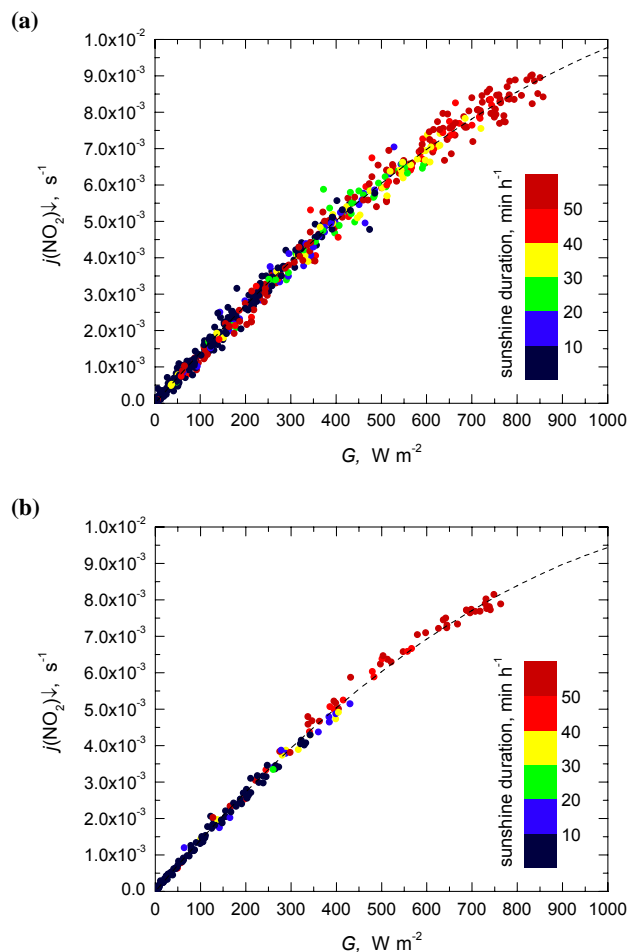 (a)
1.0x10⁻²
9.0x10⁻³
8.0x10⁻³
7.0x10⁻³
6.0x10⁻³
5.0x10⁻³
4.0x10⁻³
3.0x10⁻³
2.0x10⁻³
1.0x10⁻³
0.0
j(NO₂)↓, s⁻¹
0 100 200 300 400 500 600 700 800 900 1000
G, W m⁻²
sunshine duration, min h⁻¹
50
40
30
20
10
(b)
1.0x10⁻²
9.0x10⁻³
8.0x10⁻³
7.0x10⁻³
6.0x10⁻³
5.0x10⁻³
4.0x10⁻³
3.0x10⁻³
2.0x10⁻³
1.0x10⁻³
0.0
j(NO₂)↓, s⁻¹
0 100 200 300 400 500 600 700 800 900 1000
G, W m⁻²
sunshine duration, min h⁻¹
50
40
30
20
10